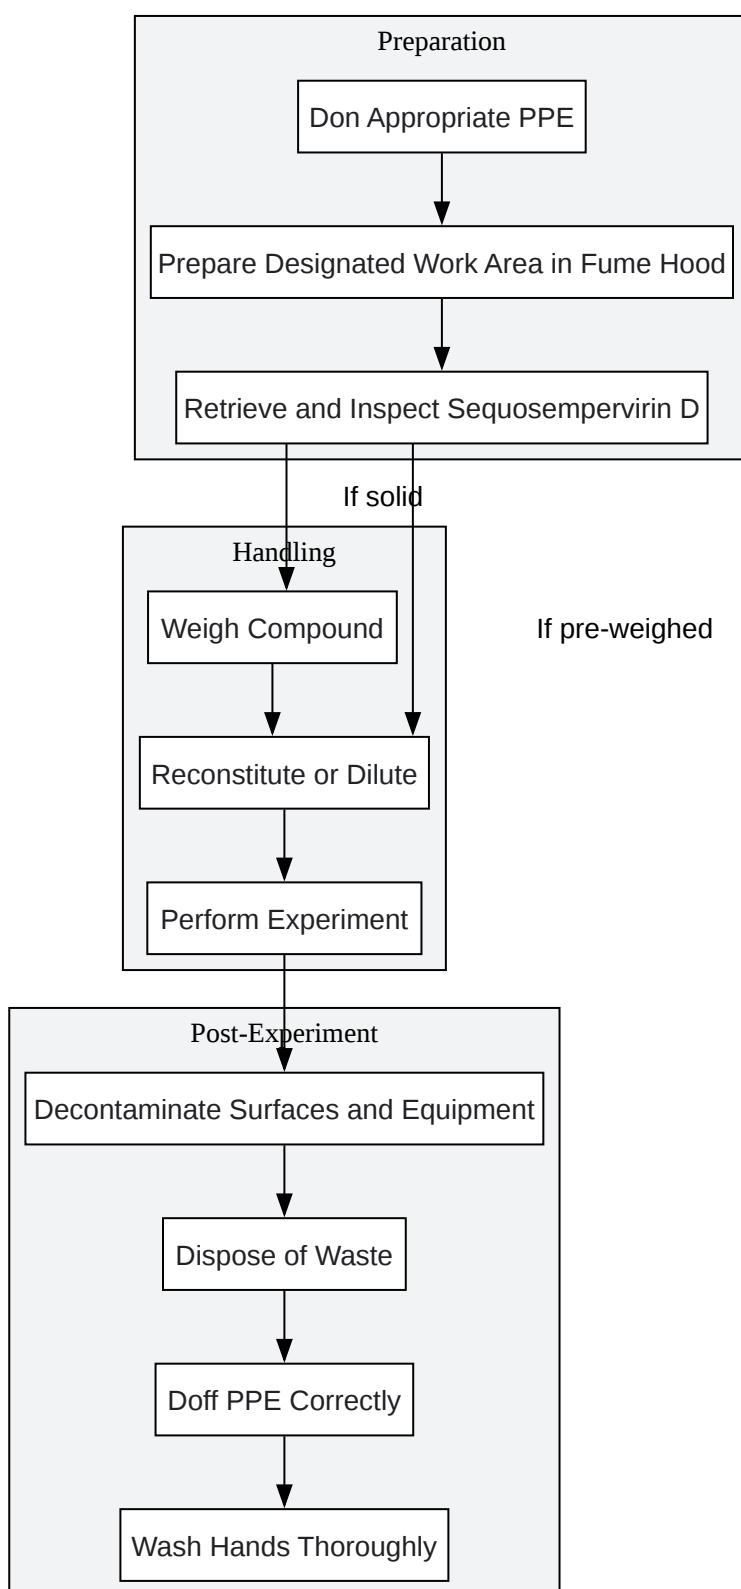 Preparation
Don Appropriate PPE
Prepare Designated Work Area in Fume Hood
Retrieve and Inspect Sequosempervirin D
If solid
Handling
Weigh Compound
If pre-weighed
Reconstitute or Dilute
Perform Experiment
Post-Experiment
Decontaminate Surfaces and Equipment
Dispose of Waste
Doff PPE Correctly
Wash Hands Thoroughly